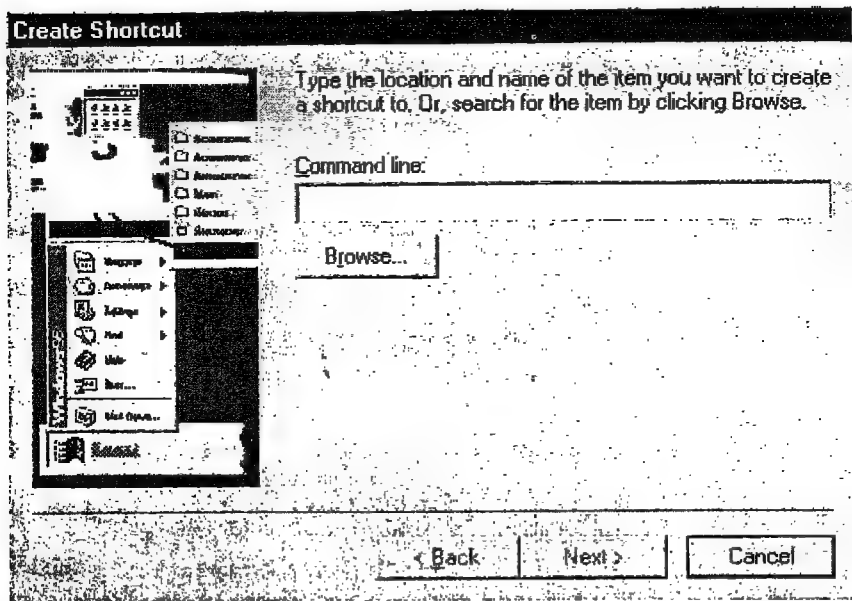 Create Shortcut
Type the location and name of the item you want to create
a shortcut to. Or, search for the item by clicking Browse.
Command line:
Browse...
< Back
Next >
Cancel